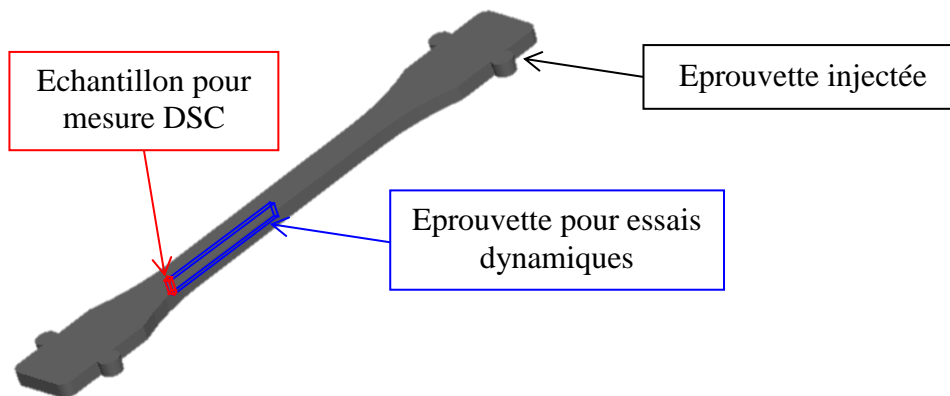 Echantillon pour
mesure DSC
Eprouvette injectée
Eprouvette pour essais
dynamiques